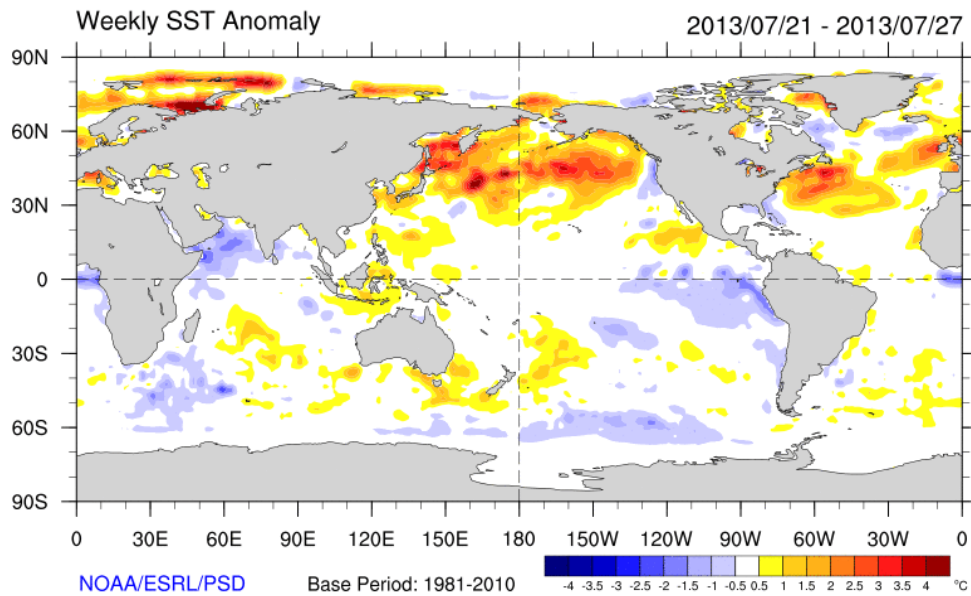 Weekly SST Anomaly 2013/07/21 - 2013/07/27
90N
60N
30N
0
30S
60S
90S
0 30E 60E 90E 120E 150E 180 150W 120W 90W 60W 30W 0
NOAA/ESRL/PSD Base Period: 1981-2010
-4 -3.5 -3 -2.5 -2 -1.5 -1 -0.5 0.5 1 1.5 2 2.5 3 3.5 4 °C